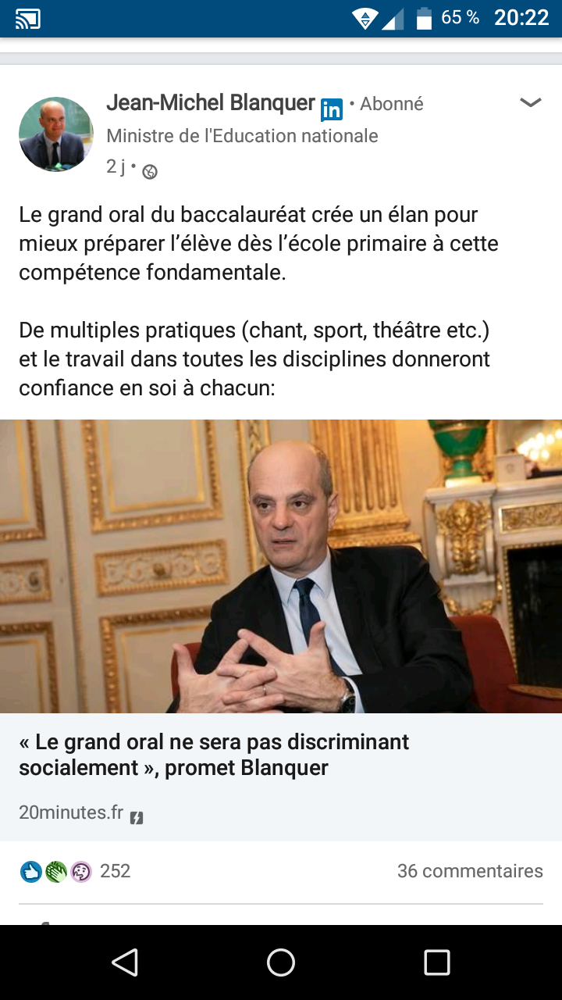 65 % 20:22
Jean-Michel Blanquer in • Abonné
Ministre de l'Education nationale
2 j •
Le grand oral du baccalauréat crée un élan pour
mieux préparer l’élève dès l’école primaire à cette
compétence fondamentale.
De multiples pratiques (chant, sport, théâtre etc.)
et le travail dans toutes les disciplines donneront
confiance en soi à chacun:
« Le grand oral ne sera pas discriminant
socialement », promet Blanquer
20minutes.fr
252 36 commentaires